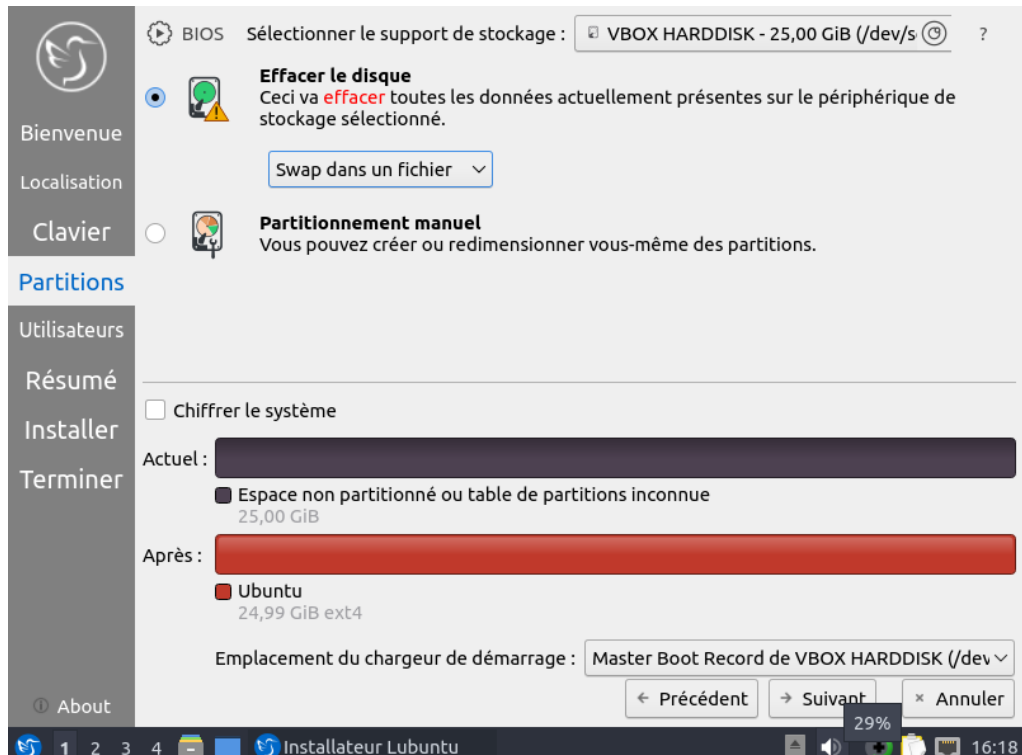 BIOS Sélectionner le support de stockage : VBOX HARDDISK - 25,00 GiB (/dev/s ?
Effacer le disque
Ceci va effacer toutes les données actuellement présentes sur le périphérique de
stockage sélectionné.
Swap dans un fichier
Partitionnement manuel
Vous pouvez créer ou redimensionner vous-même des partitions.
Bienvenue
Localisation
Clavier
Partitions
Utilisateurs
Résumé
Installer
Terminer
About
Chiffrer le système
Actuel :
Espace non partitionné ou table de partitions inconnue
25,00 GiB
Après :
Ubuntu
24,99 GiB ext4
Emplacement du chargeur de démarrage : Master Boot Record de VBOX HARDDISK (/dev
Précédent Suivant Annuler
29%
1 2 3 4 Installateur Lubuntu 16:18